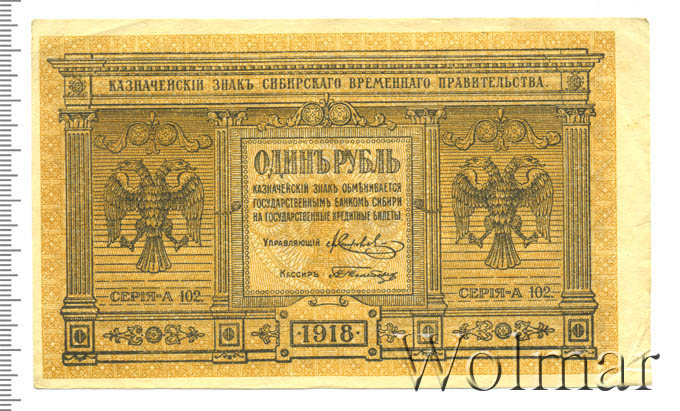 КАЗНАЧЕЙСКІЙ ЗНАКЪ СИБИРСКАГО ВРЕМЕННАГО ПРАВИТЕЛЬСТВА.
ОДИНЪ РУБЛЬ
КАЗНАЧЕЙСКІЙ ЗНАКЪ ОБМѢНИВАЕТСЯ
ГОСУДАРСТВЕННЫМЪ БАНКОМЪ СИБИРИ
НА ГОСУДАРСТВЕННЫЕ КРЕДИТНЫЕ БИЛЕТЫ.
УПРАВЛЯЮЩІЙ
КАССИРЪ
СЕРІЯ-А 102.
СЕРІЯ-А 102.
·1918·
Wolmar